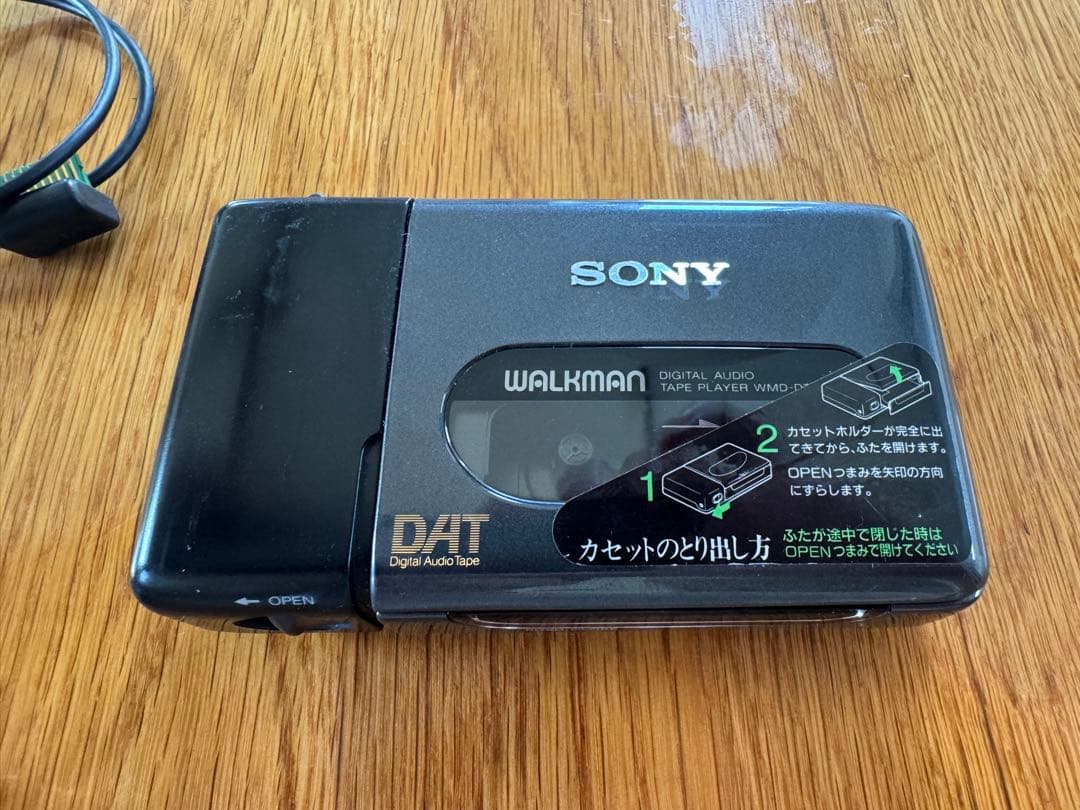 SONY
WALKMAN
DIGITAL AUDIO
TAPE PLAYER WMD-D
2
カセットホルダーが完全に出
てきてから、ふたを開けます。
1
OPENつまみを矢印の方向
にずらします。
カセットのとり出し方
ふたが途中で閉じた時は
OPENつまみで開けてください
DAT
Digital Audio Tape
← OPEN